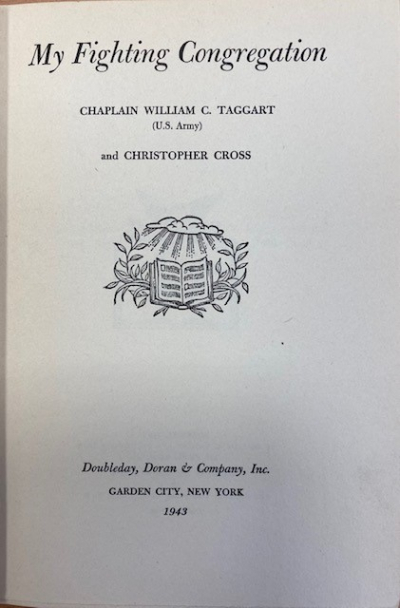 My Fighting Congregation
CHAPLAIN WILLIAM C. TAGGART
(U.S. Army)
and CHRISTOPHER CROSS
Doubleday, Doran & Company, Inc.
GARDEN CITY, NEW YORK
1943